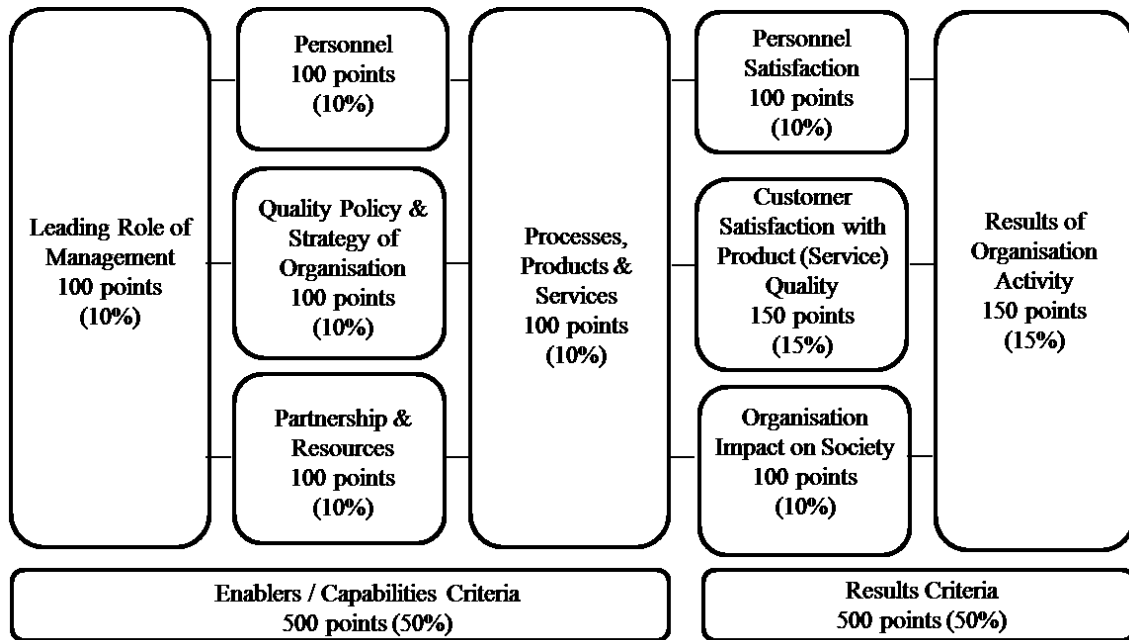 Leading Role of
Management
100 points
(10%)
Personnel
100 points
(10%)
Quality Policy &
Strategy of
Organisation
100 points
(10%)
Partnership &
Resources
100 points
(10%)
Processes,
Products &
Services
100 points
(10%)
Personnel
Satisfaction
100 points
(10%)
Customer
Satisfaction with
Product (Service)
Quality
150 points
(15%)
Organisation
Impact on Society
100 points
(10%)
Results of
Organisation
Activity
150 points
(15%)
Enablers / Capabilities Criteria
500 points (50%)
Results Criteria
500 points (50%)